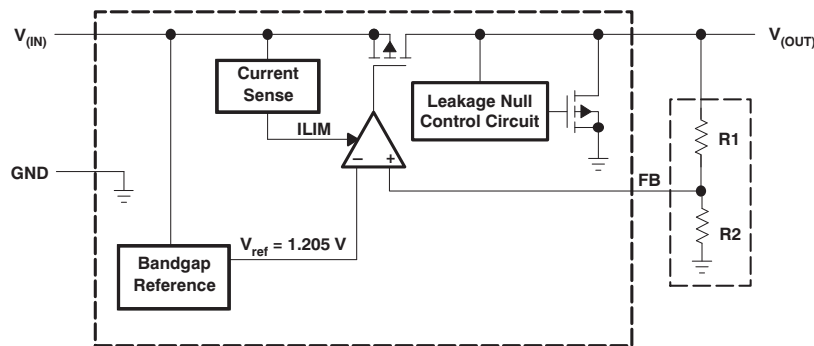 V(IN)
V(OUT)
Current
Sense
Leakage Null
Control Circuit
ILIM
R1
− +
GND
FB
R2
Vref = 1.205 V
Bandgap
Reference